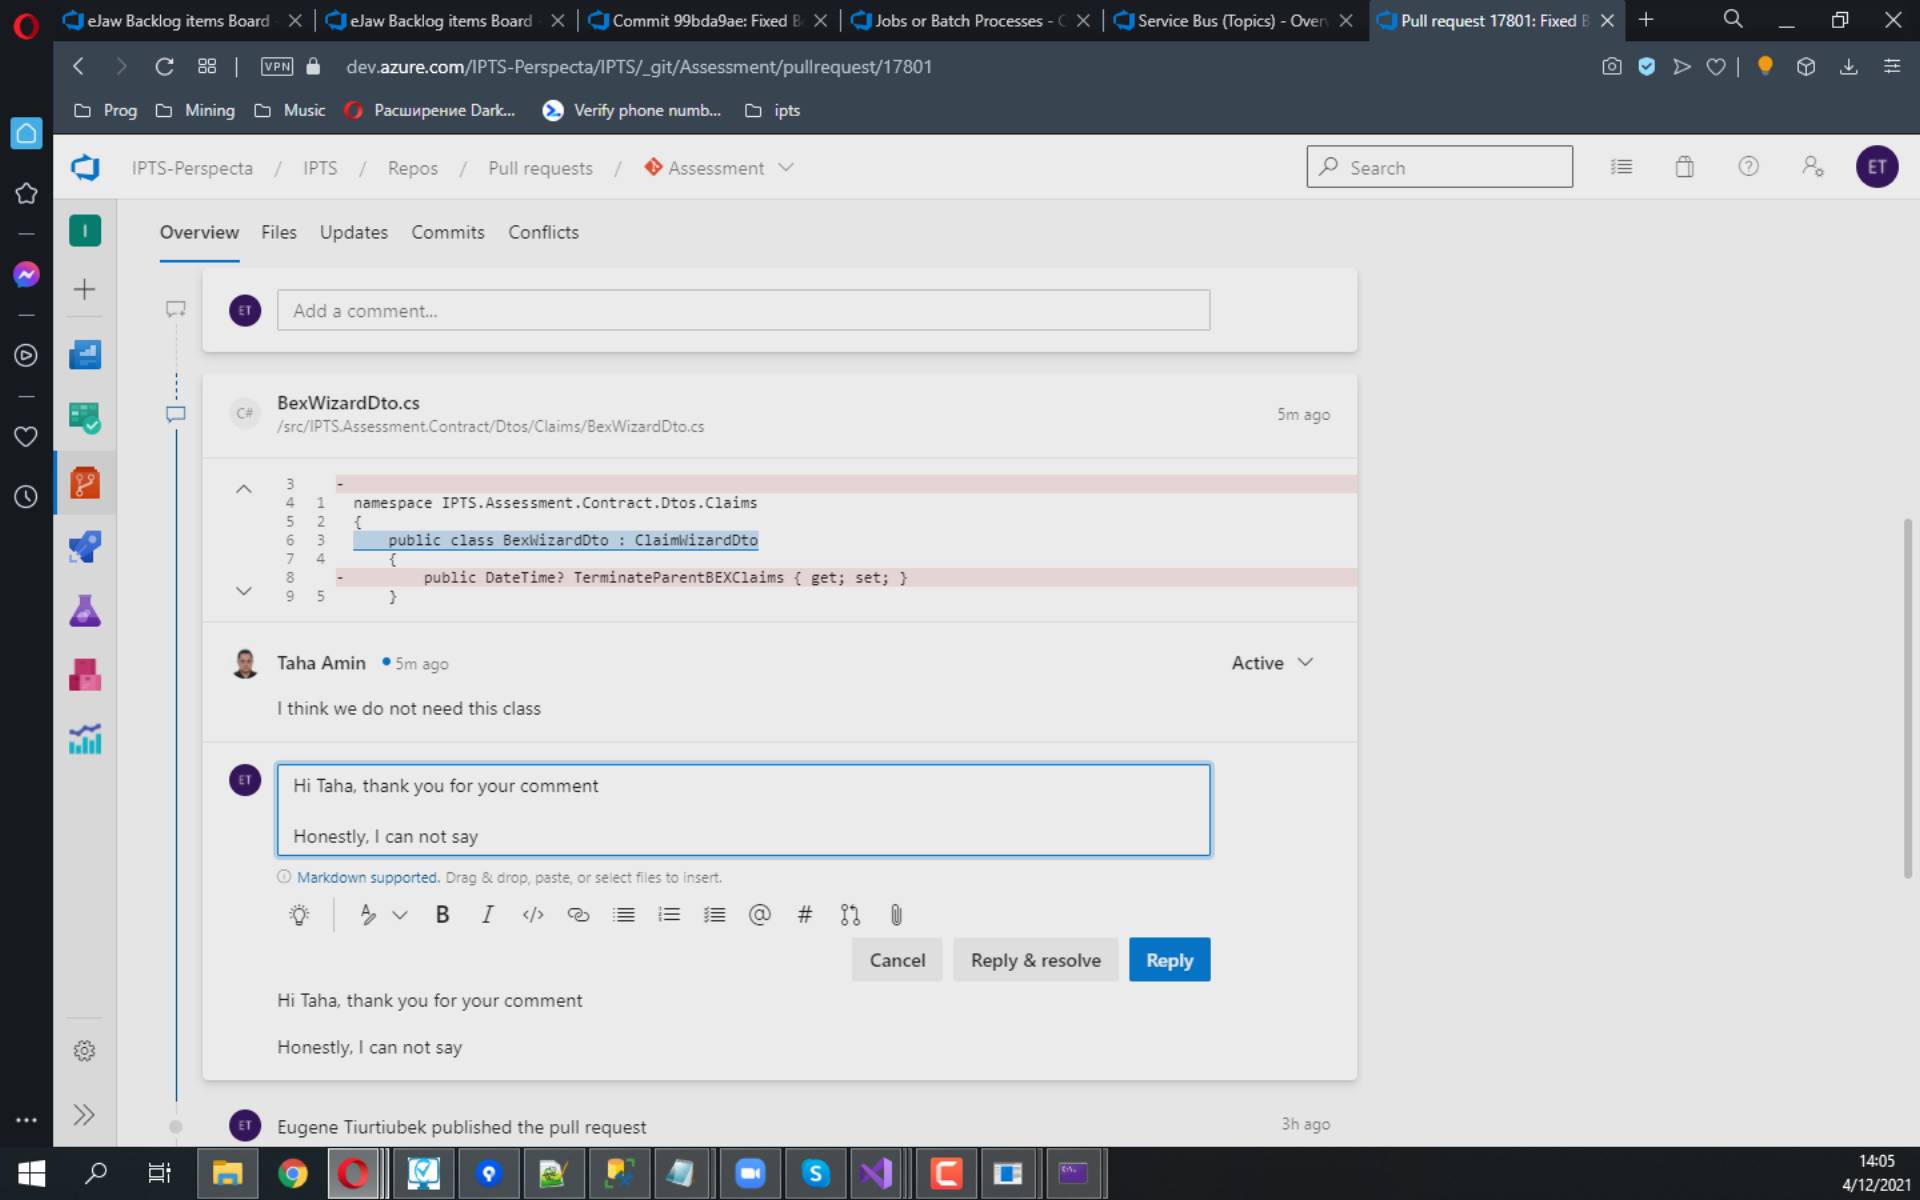 eJaw Backlog items Board
eJaw Backlog items Board
Commit 99bda9ae: Fixed B
Jobs or Batch Processes -
Service Bus (Topics) - Over
Pull request 17801: Fixed B
VPN
dev.azure.com/IPTS-Perspecta/IPTS/_git/Assessment/pullrequest/17801
Prog
Mining
Music
Расширение Dark...
Verify phone numb...
ipts
IPTS-Perspecta / IPTS / Repos / Pull requests / Assessment
Search
ET
I
Overview Files Updates Commits Conflicts
ET
Add a comment...
C#
BexWizardDto.cs
5m ago
/src/IPTS.Assessment.Contract/Dtos/Claims/BexWizardDto.cs
3 -
4 1 namespace IPTS.Assessment.Contract.Dtos.Claims
5 2 {
6 3 public class BexWizardDto : ClaimWizardDto
7 4 {
8 - public DateTime? TerminateParentBEXClaims { get; set; }
9 5 }
Taha Amin 5m ago
Active
I think we do not need this class
ET
Hi Taha, thank you for your comment
Honestly, I can not say
Markdown supported. Drag & drop, paste, or select files to insert.
B I </> @ #
Cancel
Reply & resolve
Reply
Hi Taha, thank you for your comment
Honestly, I can not say
ET
Eugene Tiurtiubek published the pull request
3h ago
14:05
4/12/2021